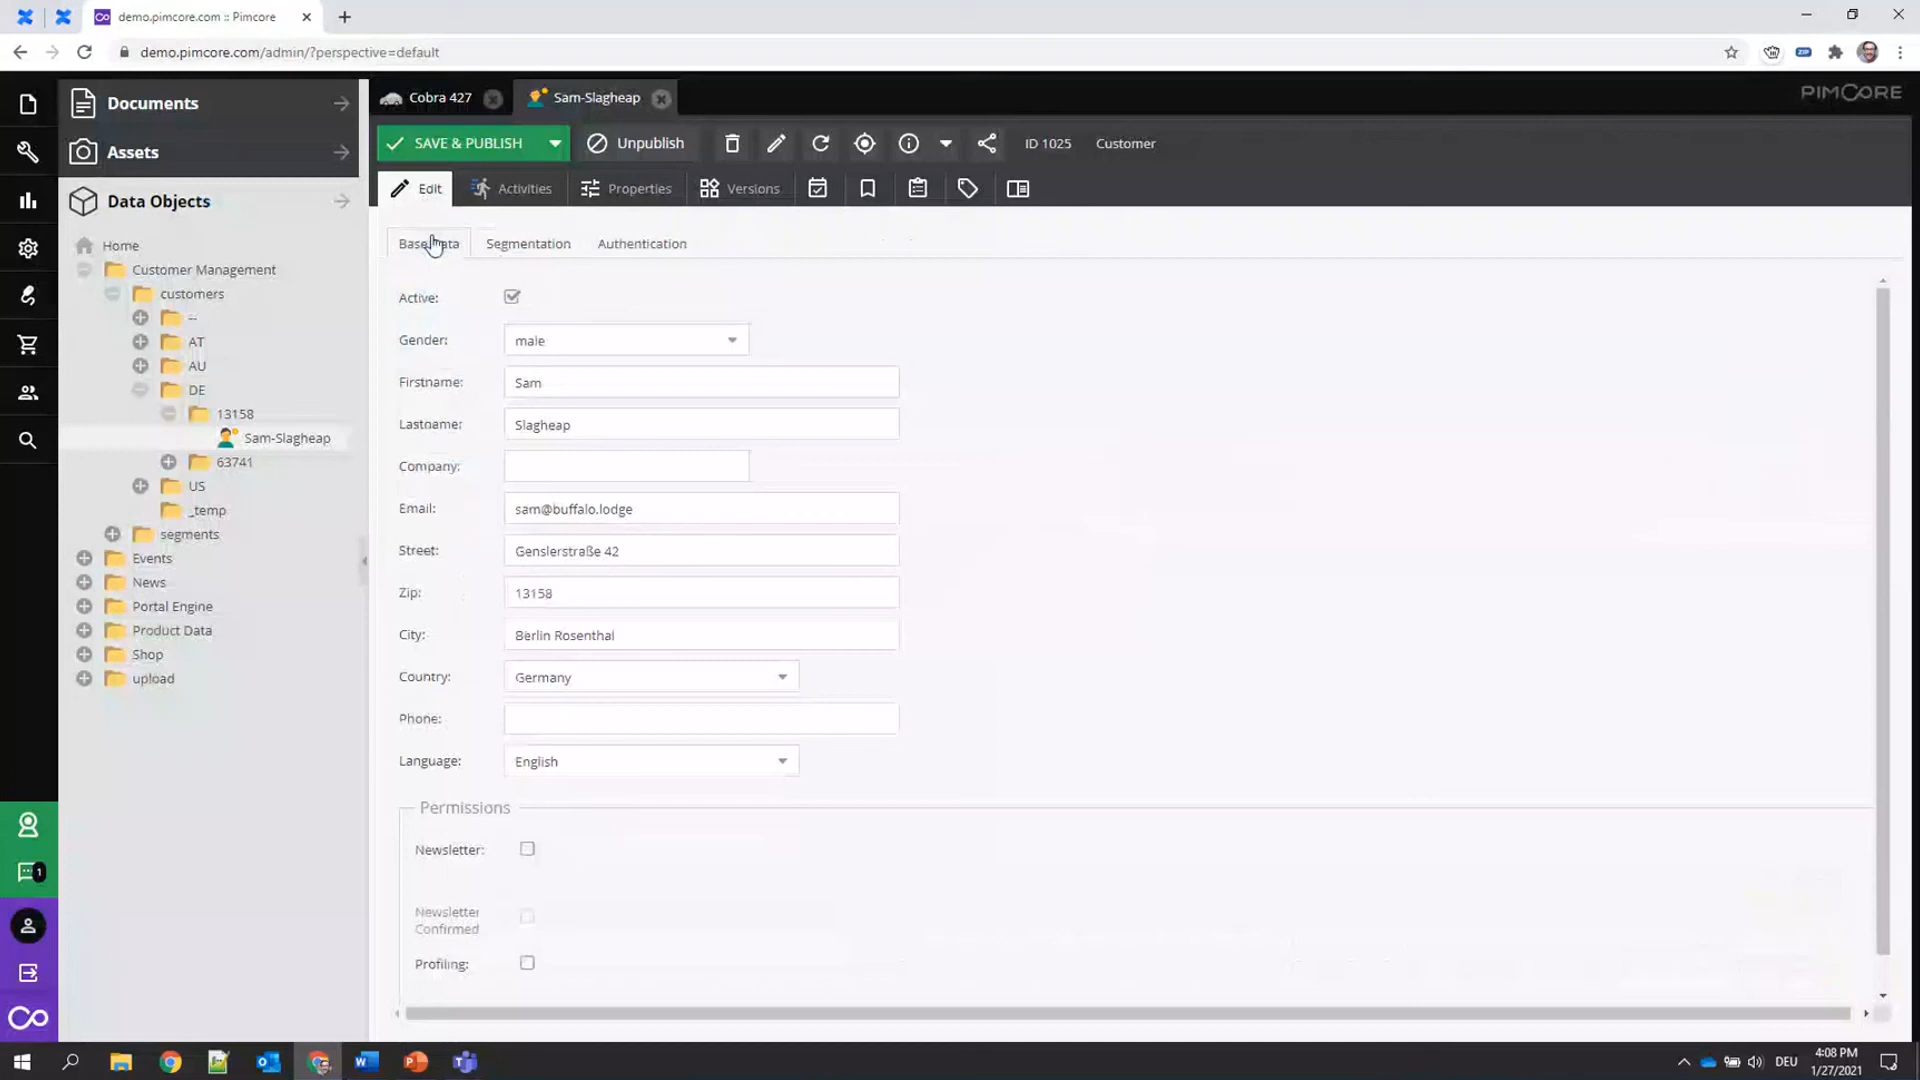 demo.pimcore.com :: Pimcore
demo.pimcore.com/admin/?perspective=default
ZIP
Documents
Assets
Data Objects
Home
Customer Management
customers
--
AT
AU
DE
13158
Sam-Slagheap
63741
US
_temp
segments
Events
News
Portal Engine
Product Data
Shop
upload
1
Cobra 427
Sam-Slagheap
PIMCORE
SAVE & PUBLISH
Unpublish
ID 1025
Customer
Edit
Activities
Properties
Versions
Base Data
Segmentation
Authentication
Active:
Gender: male
Firstname: Sam
Lastname: Slagheap
Company:
Email: sam@buffalo.lodge
Street: Genslerstraße 42
Zip: 13158
City: Berlin Rosenthal
Country: Germany
Phone:
Language: English
Permissions
Newsletter:
Newsletter
Confirmed
Profiling:
DEU
4:08 PM
1/27/2021